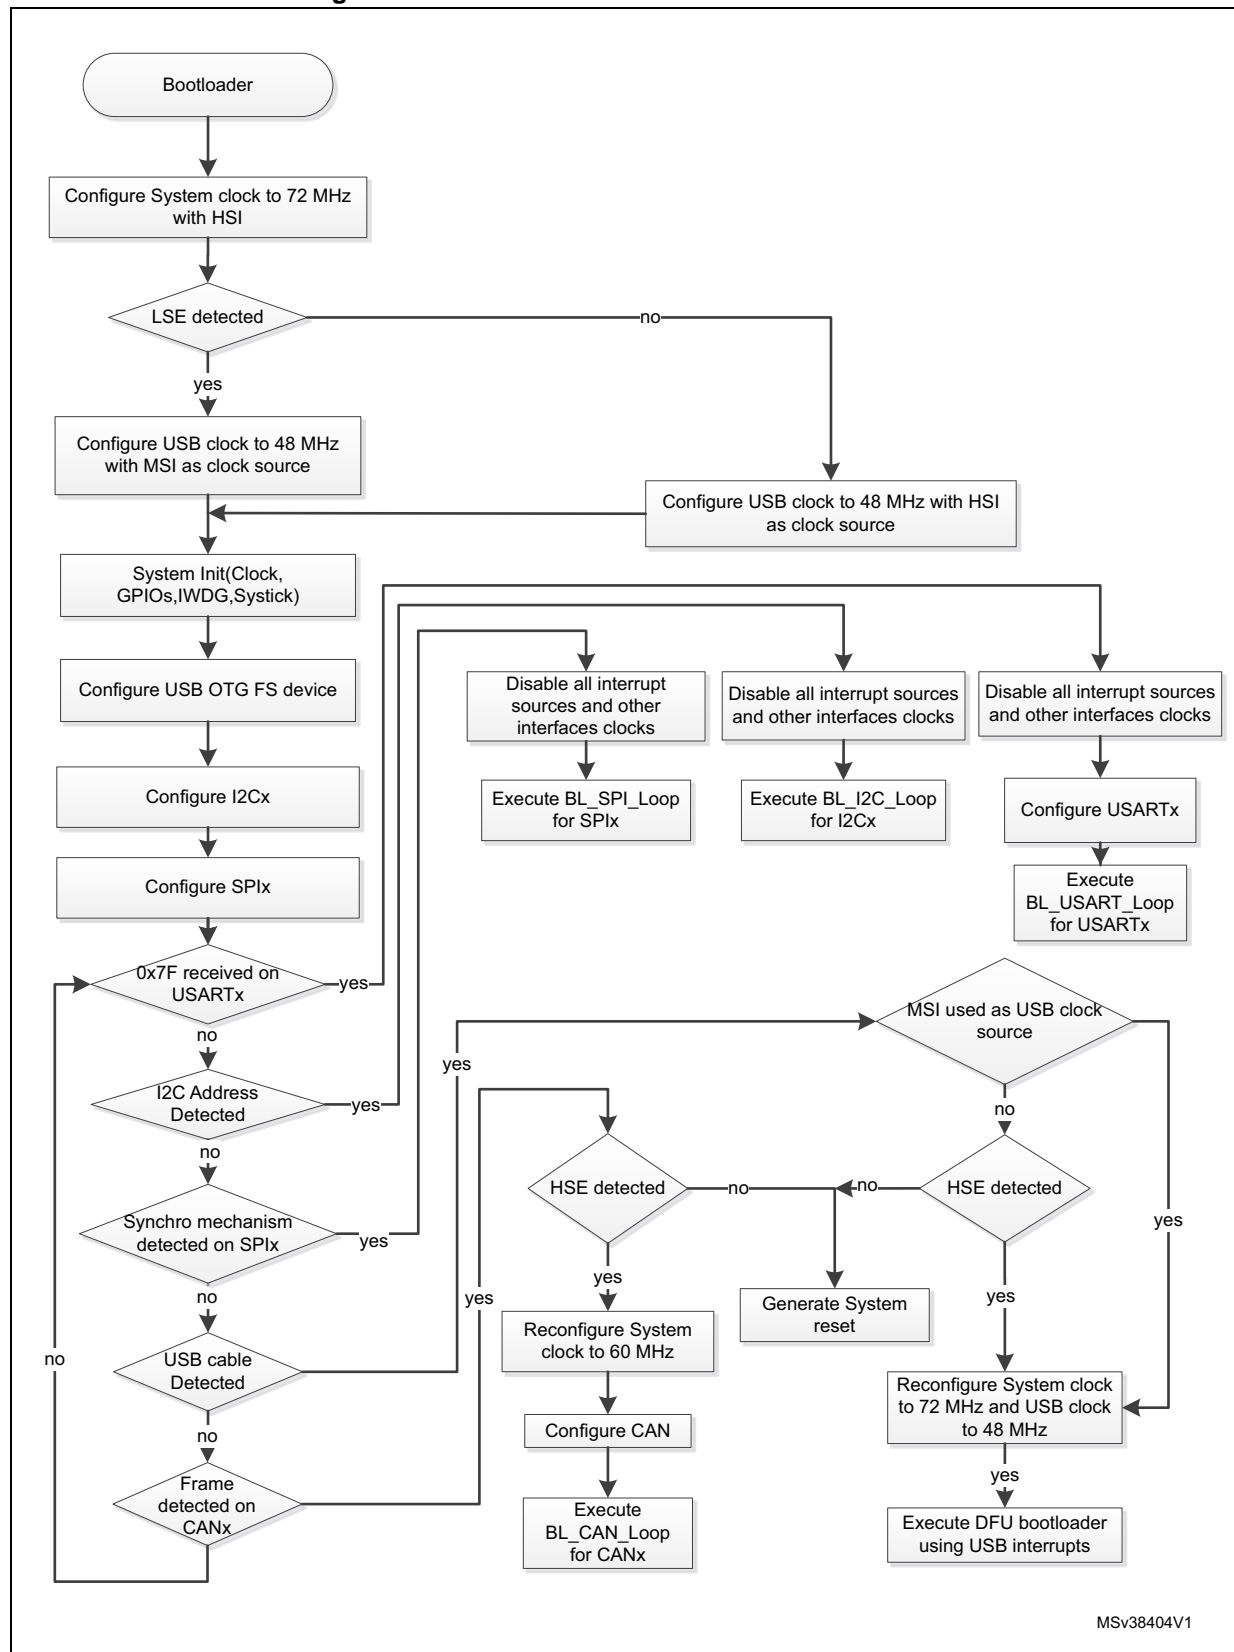 Bootloader
Configure System clock to 72 MHz
with HSI
LSE detected
no
yes
Configure USB clock to 48 MHz
with MSI as clock source
Configure USB clock to 48 MHz with HSI
as clock source
System Init(Clock,
GPIOs,IWDG,Systick)
Configure USB OTG FS device
Disable all interrupt
sources and other
interfaces clocks
Disable all interrupt sources
and other interfaces clocks
Disable all interrupt sources
and other interfaces clocks
Configure I2Cx
Execute BL_SPI_Loop
for SPIx
Execute BL_I2C_Loop
for I2Cx
Configure USARTx
Configure SPIx
Execute
BL_USART_Loop
for USARTx
0x7F received on
USARTx
yes
no
MSI used as USB clock
source
yes
I2C Address
Detected
yes
no
no
HSE detected
no
no
HSE detected
Synchro mechanism
detected on SPIx
yes
yes
no
yes
yes
yes
Generate System
reset
Reconfigure System
clock to 60 MHz
no
USB cable
Detected
Reconfigure System clock
to 72 MHz and USB clock
to 48 MHz
no
Configure CAN
yes
Frame
detected on
CANx
Execute
BL_CAN_Loop
for CANx
Execute DFU bootloader
using USB interrupts
MSv38404V1